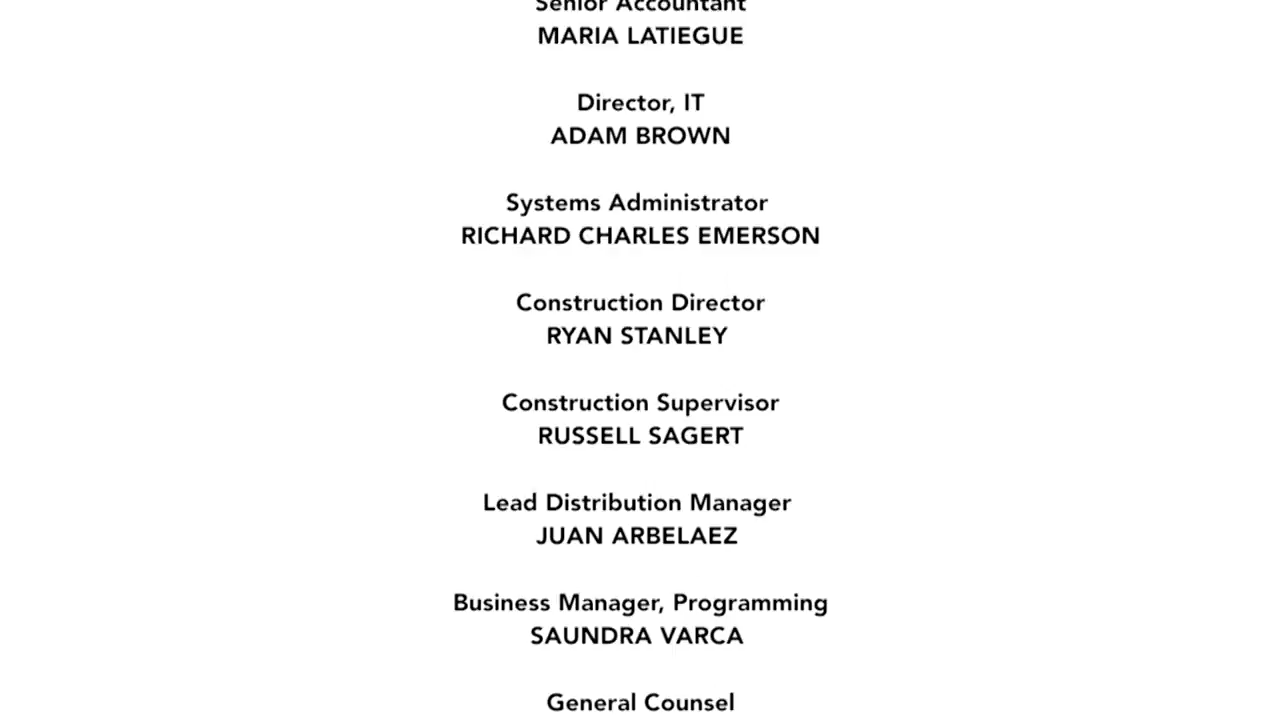 Senior Accountant
MARIA LATIEGUE
Director, IT
ADAM BROWN
Systems Administrator
RICHARD CHARLES EMERSON
Construction Director
RYAN STANLEY
Construction Supervisor
RUSSELL SAGERT
Lead Distribution Manager
JUAN ARBELAEZ
Business Manager, Programming
SAUNDRA VARCA
General Counsel